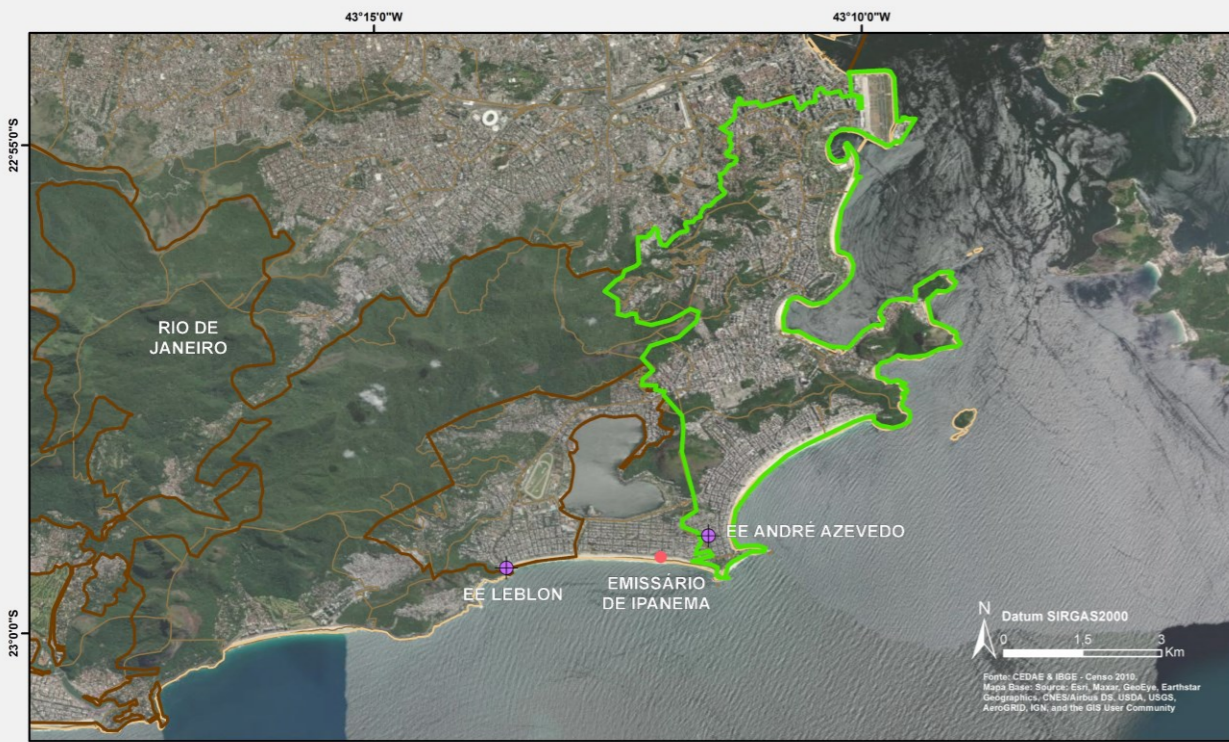 43°15'0"W
43°10'0"W
22°55'0"S
RIO DE
JANEIRO
EE ANDRÉ AZEVEDO
EE LEBLON
EMISSÁRIO
DE IPANEMA
23°0'0"S
N
Datum SIRGAS2000
0 1,5 3
Km
Fonte: CEDAE & IBGE - Censo 2010.
Mapa Base: Source: Esri, Maxar, GeoEye, Earthstar
Geographics, CNES/Airbus DS, USDA, USGS,
AeroGRID, IGN, and the GIS User Community